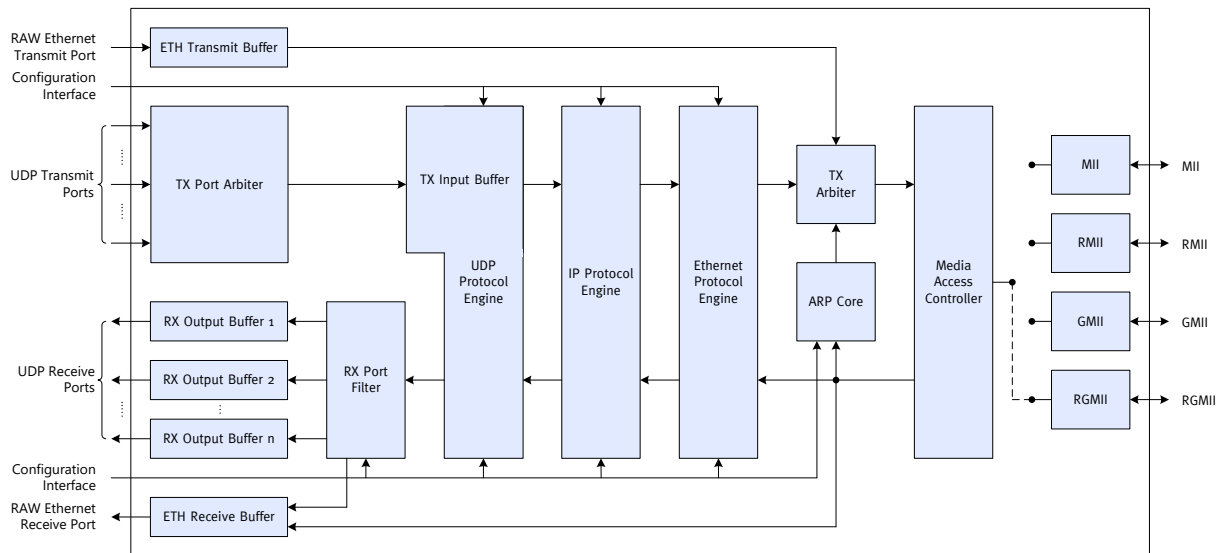 RAW Ethernet
Transmit Port
ETH Transmit Buffer
Configuration
Interface
UDP Transmit
Ports
TX Port Arbiter
TX Input Buffer
UDP
Protocol
Engine
IP Protocol
Engine
Ethernet
Protocol
Engine
TX
Arbiter
ARP Core
Media
Access
Controller
MII
MII
RMII
RMII
GMII
GMII
RGMII
RGMII
UDP Receive
Ports
RX Output Buffer 1
RX Output Buffer 2
RX Output Buffer n
RX Port
Filter
Configuration
Interface
RAW Ethernet
Receive Port
ETH Receive Buffer